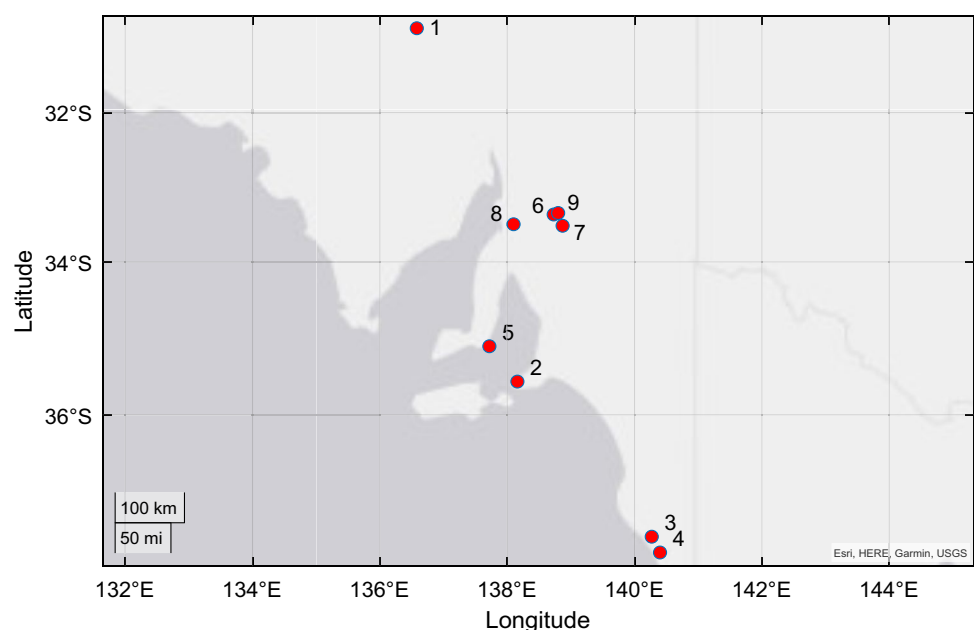 1
32°S
6
9
8
7
34°S
Latitude
5
2
36°S
100 km
3
50 mi
4
Esri, HERE, Garmin, USGS
132°E 134°E 136°E 138°E 140°E 142°E 144°E
Longitude